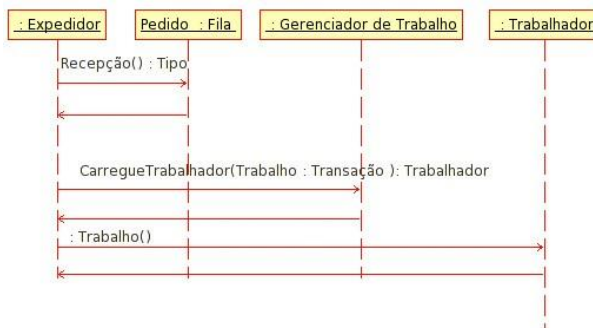 : Expedidor
Pedido : Fila
: Gerenciador de Trabalho
: Trabalhador
Recepção() : Tipo
CarregueTrabalhador(Trabalho : Transação ): Trabalhador
: Trabalho()